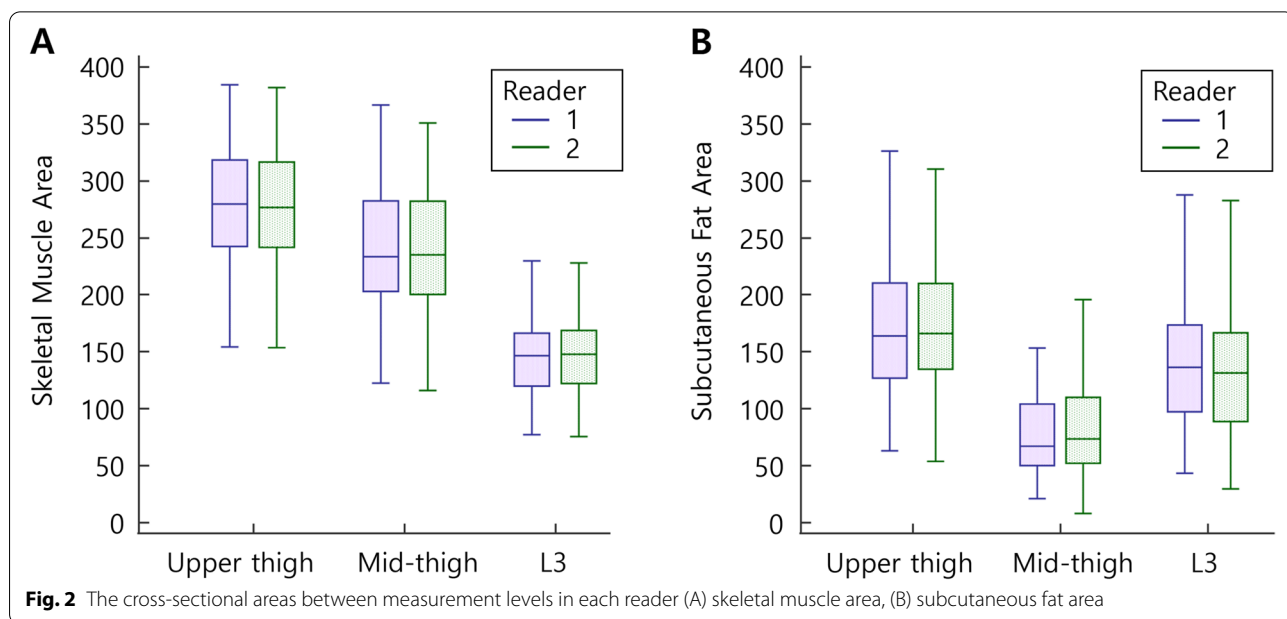 A
Skeletal Muscle Area
400
350
300
250
200
150
100
50
0
Reader
1
2
Upper thigh Mid-thigh L3
B
Subcutaneous Fat Area
400
350
300
250
200
150
100
50
0
Reader
1
2
Upper thigh Mid-thigh L3
Fig. 2 The cross-sectional areas between measurement levels in each reader (A) skeletal muscle area, (B) subcutaneous fat area